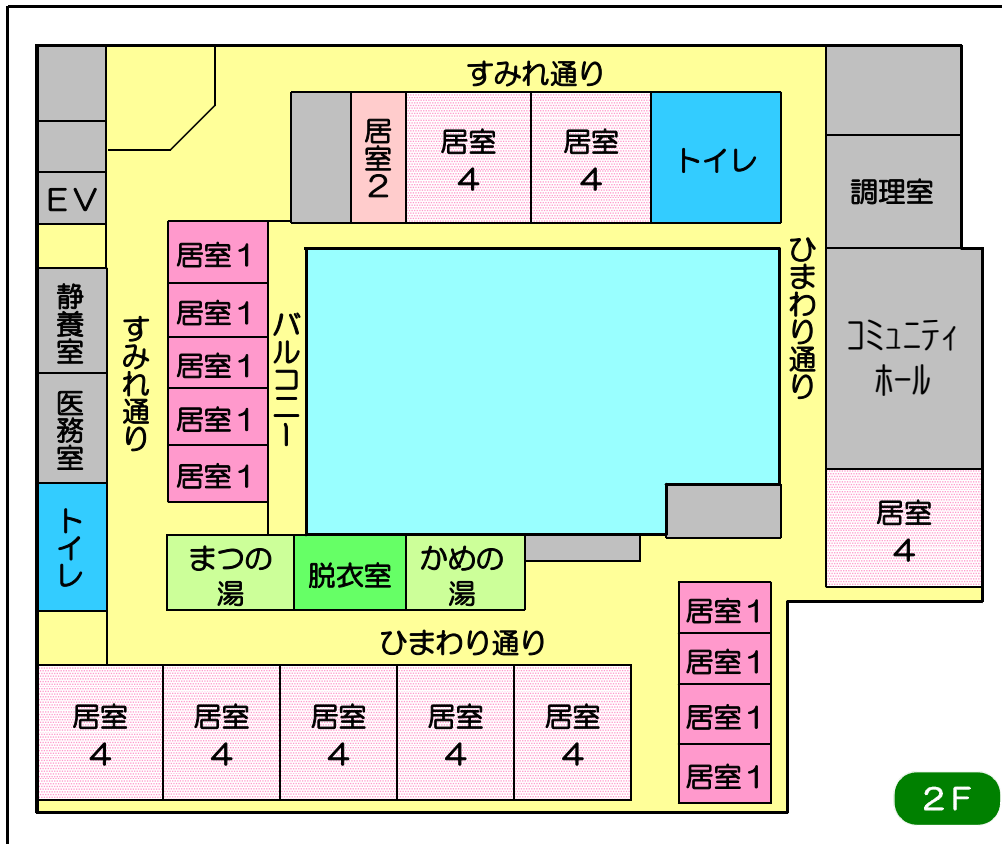 すみれ通り
居室２
居室
４
居室
４
トイレ
調理室
ＥＶ
居室１
居室１
居室１
居室１
居室１
バルコニー
ひまわり通り
コミュニティ
ホール
静養室
すみれ通り
医務室
トイレ
居室
４
まつの
湯
脱衣室
かめの
湯
ひまわり通り
居室１
居室１
居室１
居室１
居室
４
居室
４
居室
４
居室
４
居室
４
２Ｆ